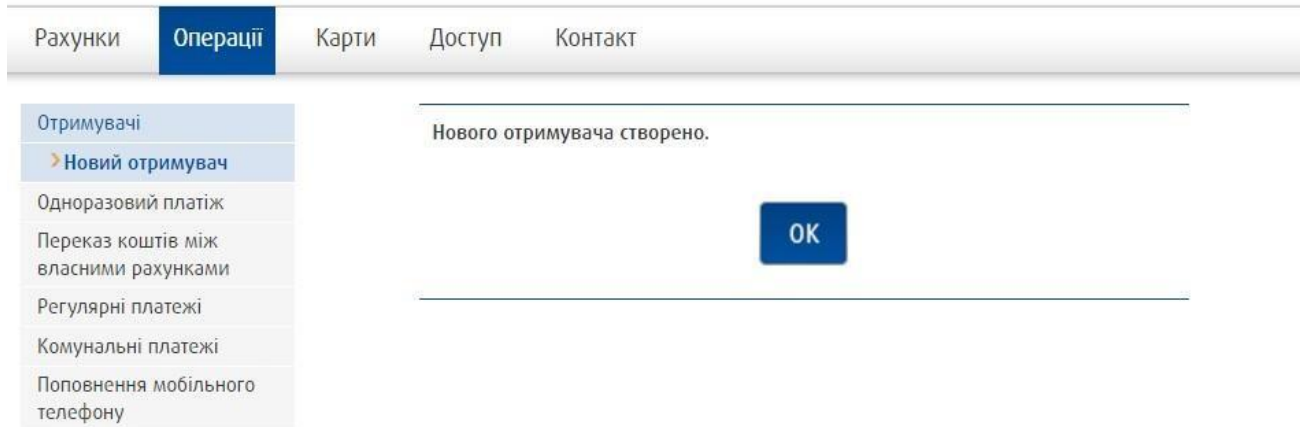 Рахунки Операції Карти Доступ Контакт
Отримувачі
Новий отримувач
Одноразовий платіж
Переказ коштів між
власними рахунками
Регулярні платежі
Комунальні платежі
Поповнення мобільного
телефону
Нового отримувача створено.
OK